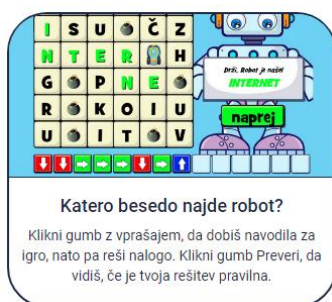 I S U Č Z
N T E R H
G P N E
R K O I U
U I T V
Drži. Robot je našel
INTERNET
naprej
Katero besedo najde robot?
Klikni gumb z vprašajem, da dobiš navodila za
igro, nato pa reši nalogo. Klikni gumb Preveri, da
vidiš, če je tvoja rešitev pravilna.